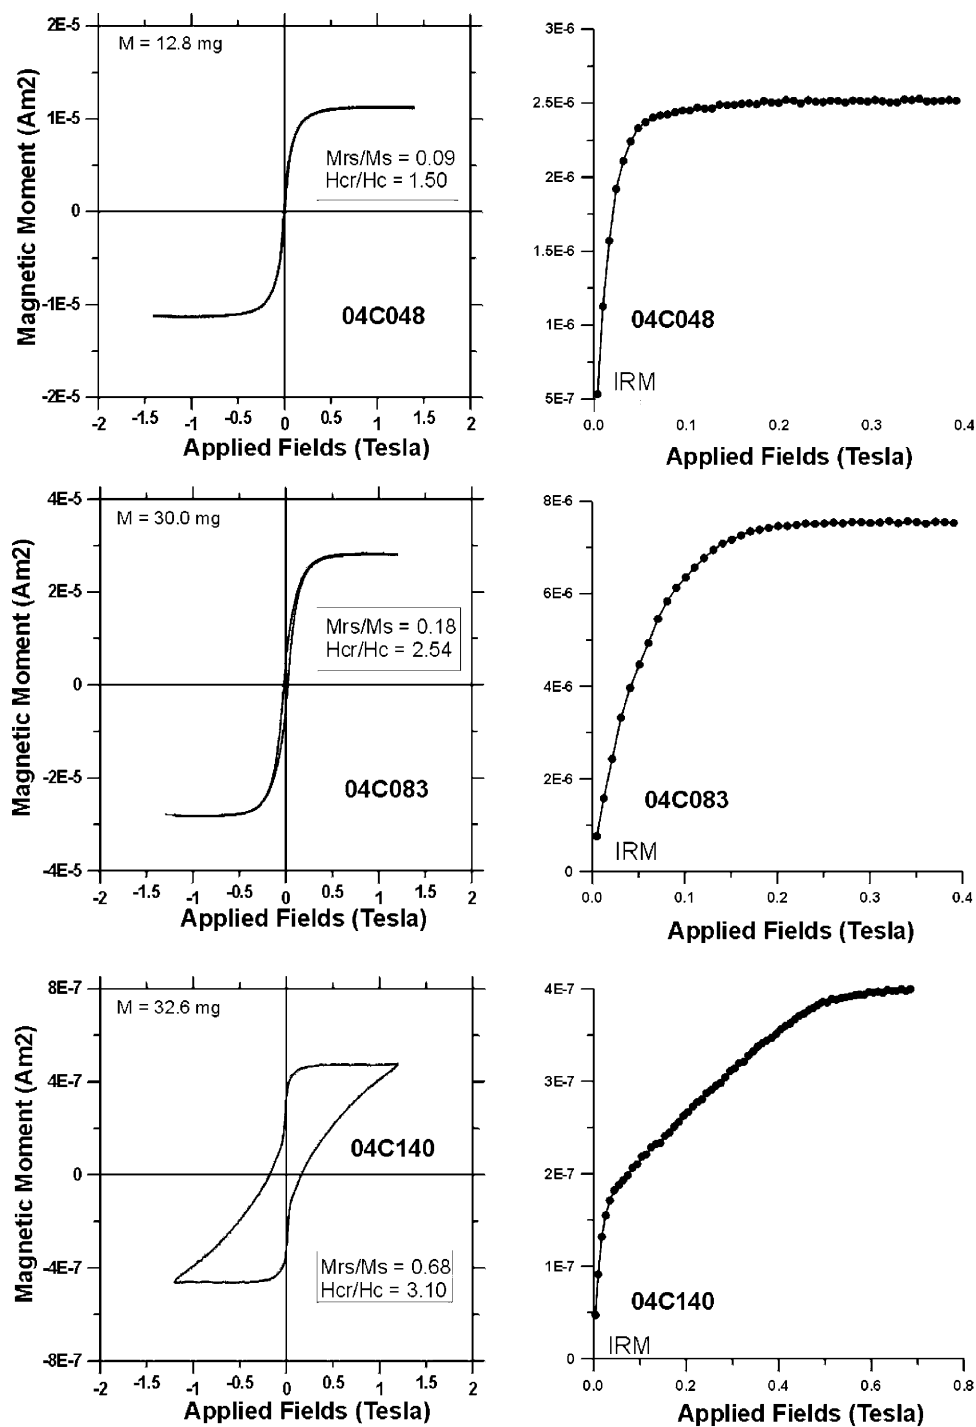 2E-5
M = 12.8 mg
1E-5
Mrs/Ms = 0.09
Hcr/Hc = 1.50
0
-1E-5
04C048
-2E-5
-2 -1.5 -1 -0.5 0 0.5 1 1.5 2
Applied Fields (Tesla)
Magnetic Moment (Am2)
3E-6
2.5E-6
2E-6
1.5E-6
04C048
1E-6
IRM
5E-7
0.0 0.1 0.2 0.3 0.4
Applied Fields (Tesla)
4E-5
M = 30.0 mg
2E-5
Mrs/Ms = 0.18
Hcr/Hc = 2.54
0
-2E-5
04C083
-4E-5
-2 -1.5 -1 -0.5 0 0.5 1 1.5 2
Applied Fields (Tesla)
Magnetic Moment (Am2)
8E-6
6E-6
4E-6
2E-6
04C083
IRM
0
0.0 0.1 0.2 0.3 0.4
Applied Fields (Tesla)
8E-7
M = 32.6 mg
4E-7
04C140
0
-4E-7
Mrs/Ms = 0.68
Hcr/Hc = 3.10
-8E-7
-2 -1.5 -1 -0.5 0 0.5 1 1.5 2
Applied Fields (Tesla)
Magnetic Moment (Am2)
4E-7
3E-7
2E-7
1E-7
04C140
IRM
0
0.0 0.2 0.4 0.6 0.8
Applied Fields (Tesla)